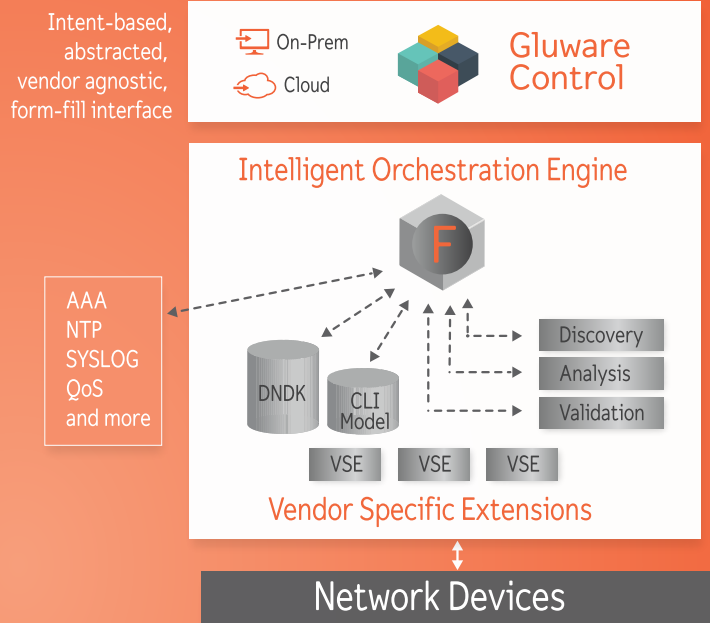 Intent-based,
abstracted,
vendor agnostic,
form-fill interface
On-Prem
Cloud
Gluware
Control
Intelligent Orchestration Engine
F
AAA
NTP
SYSLOG
QoS
and more
DNDK
CLI
Model
Discovery
Analysis
Validation
VSE
VSE
VSE
Vendor Specific Extensions
Network Devices